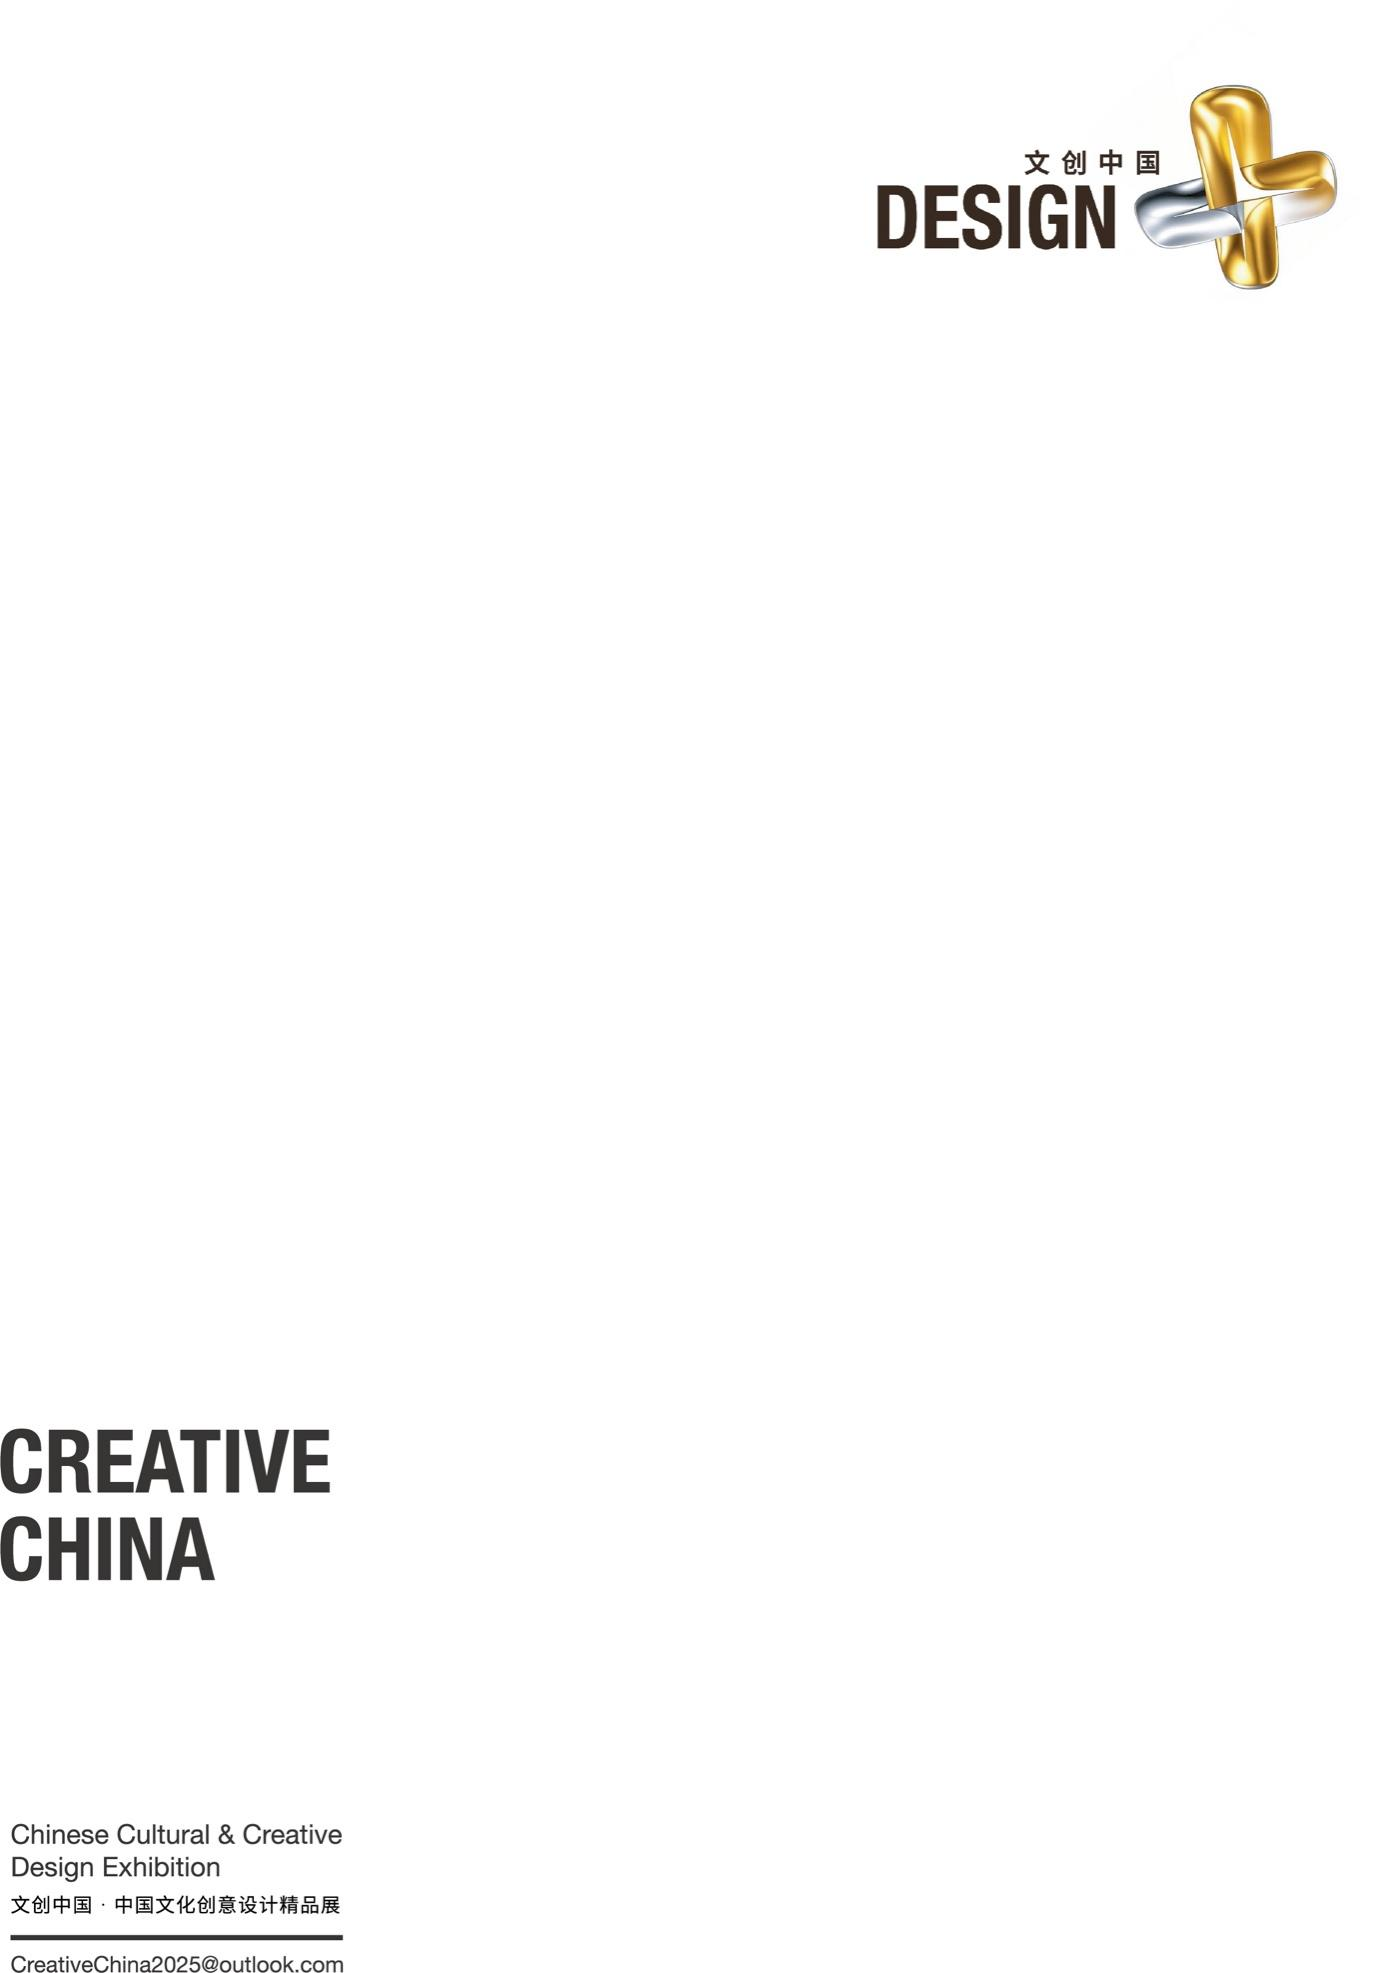 文创中国
DESIGN
CREATIVE
CHINA
Chinese Cultural & Creative
Design Exhibition
文创中国 · 中国文化创意设计精品展
CreativeChina2025@outlook.com